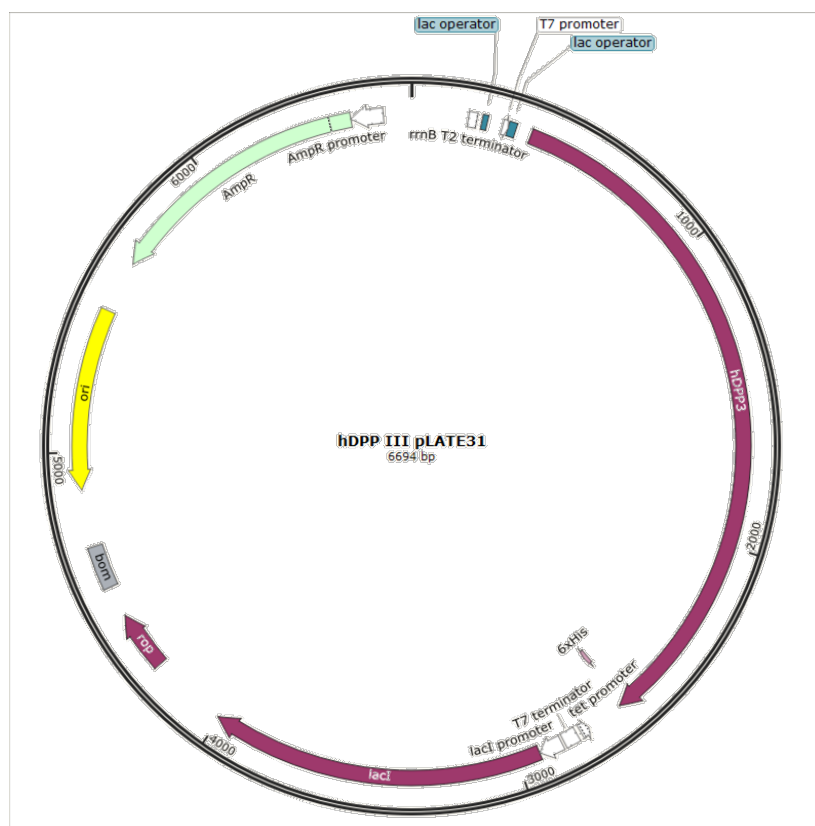 lac operator
T7 promoter
lac operator
rrnB T2 terminator
AmpR promoter
AmpR
6000
1000
hDPP3
ori
hDPP III pLATE31
6694 bp
5000
2000
bom
rop
6xHis
tet promoter
T7 terminator
lacI promoter
lacI
4000
3000